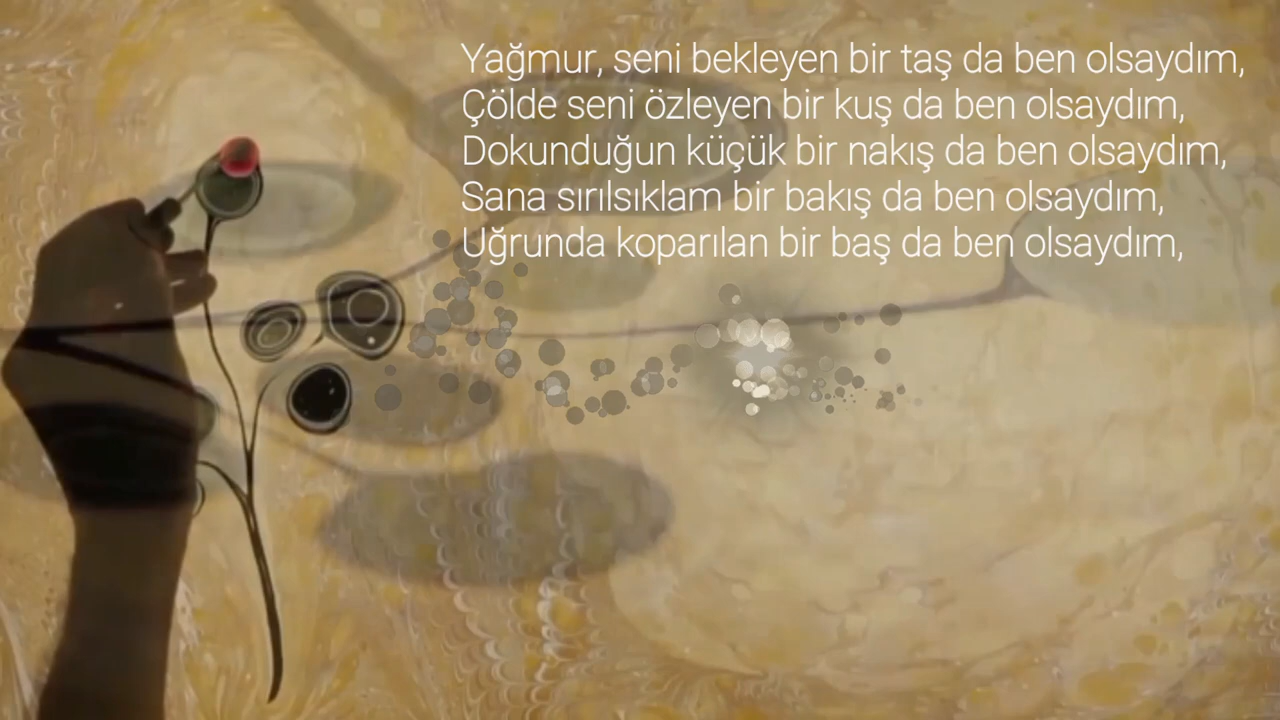 Yağmur, seni bekleyen bir taş da ben olsaydım,
Çölde seni özleyen bir kuş da ben olsaydım,
Dokunduğun küçük bir nakış da ben olsaydım,
Sana sırılsıklam bir bakış da ben olsaydım,
Uğrunda koparılan bir baş da ben olsaydım,